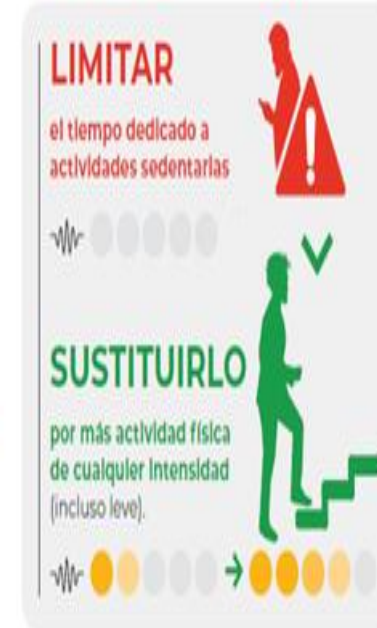 LIMITAR
el tiempo dedicado a
actividades sedentarias
!
SUSTITUIRLO
por más actividad física
de cualquier intensidad
(incluso leve).